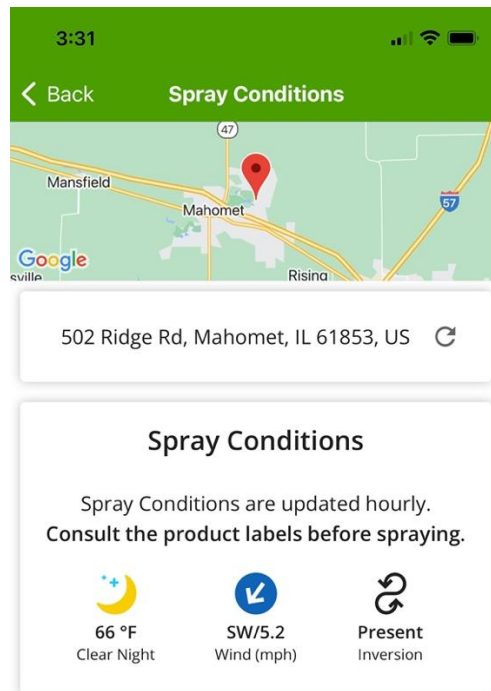 3:31
Back Spray Conditions
47
Mansfield
Mahomet
57
Google
sville
Rising
502 Ridge Rd, Mahomet, IL 61853, US
Spray Conditions
Spray Conditions are updated hourly.
Consult the product labels before spraying.
66 °F SW/5.2 Present
Clear Night Wind (mph) Inversion